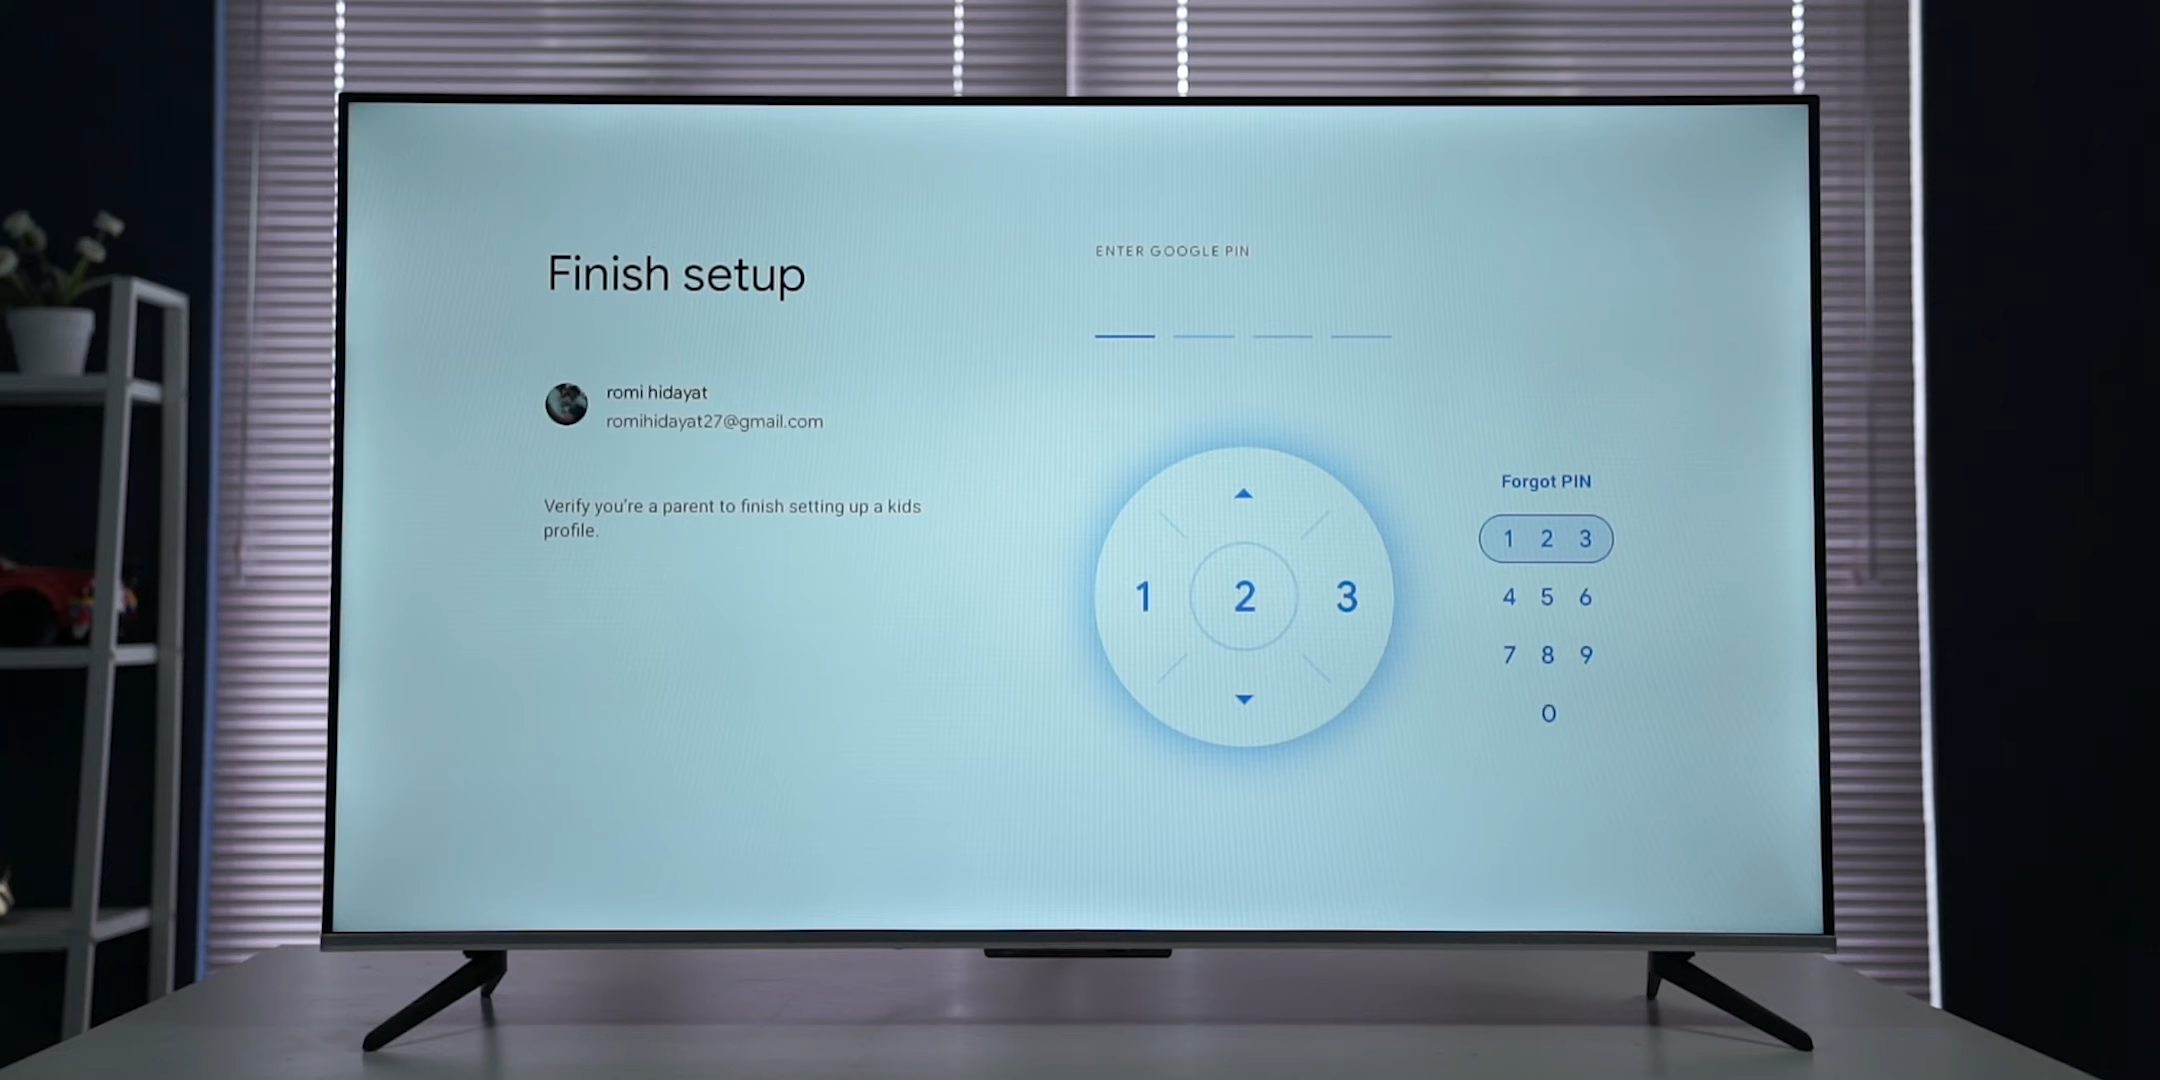 Finish setup
romi hidayat
romihidayat27@gmail.com
Verify you're a parent to finish setting up a kids
profile.
ENTER GOOGLE PIN
1 2 3
Forgot PIN
1 2 3
4 5 6
7 8 9
0